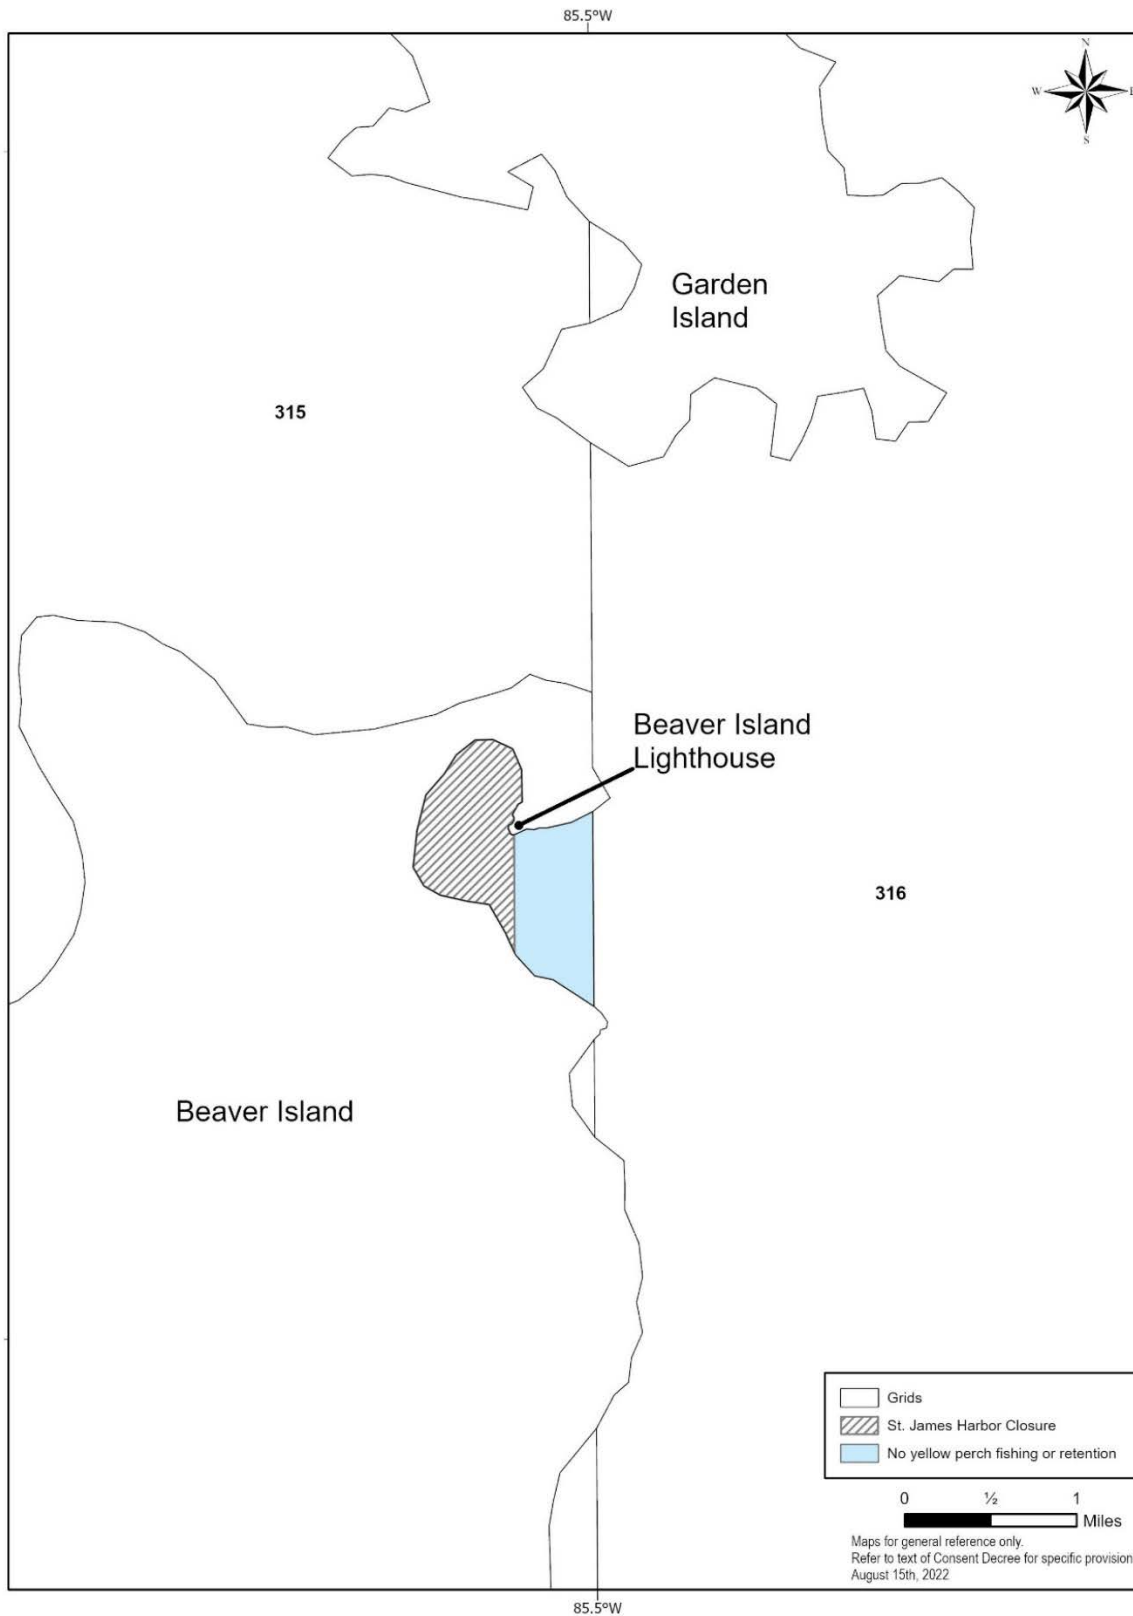 85.5°W
N
W
E
S
Garden
Island
315
Beaver Island
Lighthouse
316
Beaver Island
Grids
St. James Harbor Closure
No yellow perch fishing or retention
0 ½ 1
Miles
Maps for general reference only.
Refer to text of Consent Decree for specific provision
August 15th, 2022
85.5°W